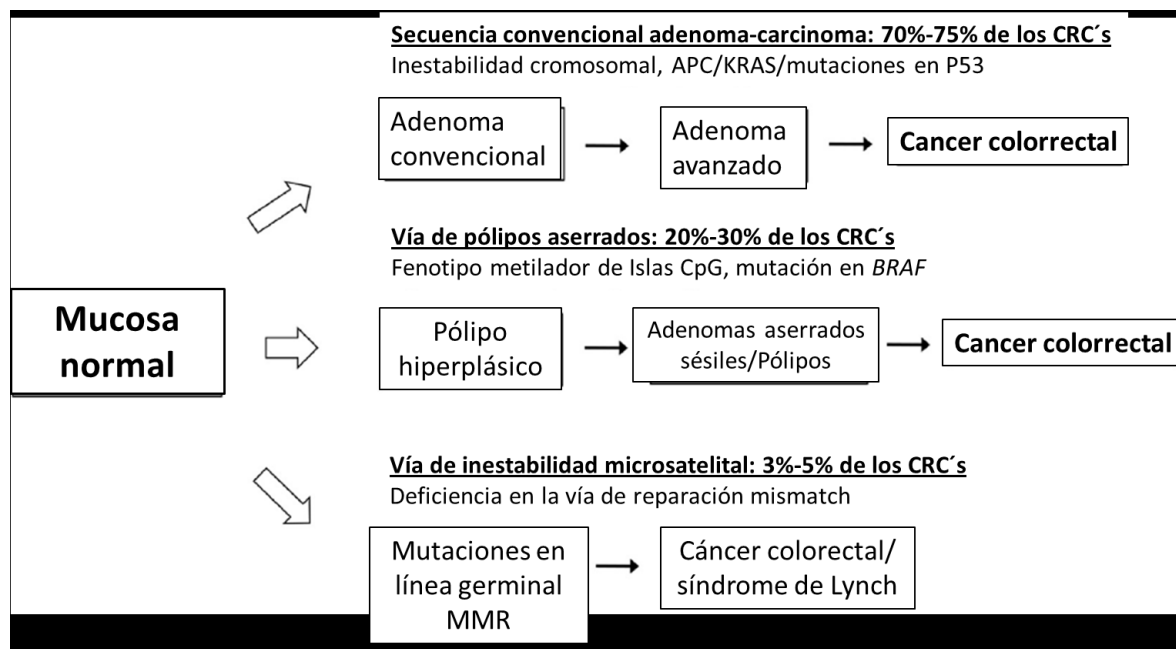 Secuencia convencional adenoma-carcinoma: 70%-75% de los CRC´s
Inestabilidad cromosomal, APC/KRAS/mutaciones en P53
Adenoma
convencional
Adenoma
avanzado
Cancer colorrectal
Vía de pólipos aserrados: 20%-30% de los CRC´s
Fenotipo metilador de Islas CpG, mutación en BRAF
Mucosa
normal
Pólipo
hiperplásico
Adenomas aserrados
sésiles/Pólipos
Cancer colorrectal
Vía de inestabilidad microsatelital: 3%-5% de los CRC´s
Deficiencia en la vía de reparación mismatch
Mutaciones en
línea germinal
MMR
Cáncer colorectal/
síndrome de Lynch